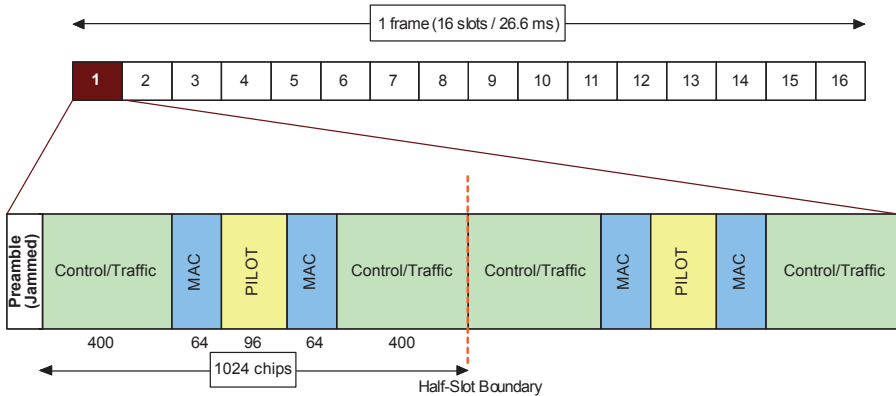 1 frame (16 slots / 26.6 ms)
1 2 3 4 5 6 7 8 9 10 11 12 13 14 15 16
Preamble
(Jammed)
Control/Traffic MAC PILOT MAC Control/Traffic Control/Traffic MAC PILOT MAC Control/Traffic
400 64 96 64 400
1024 chips
Half-Slot Boundary